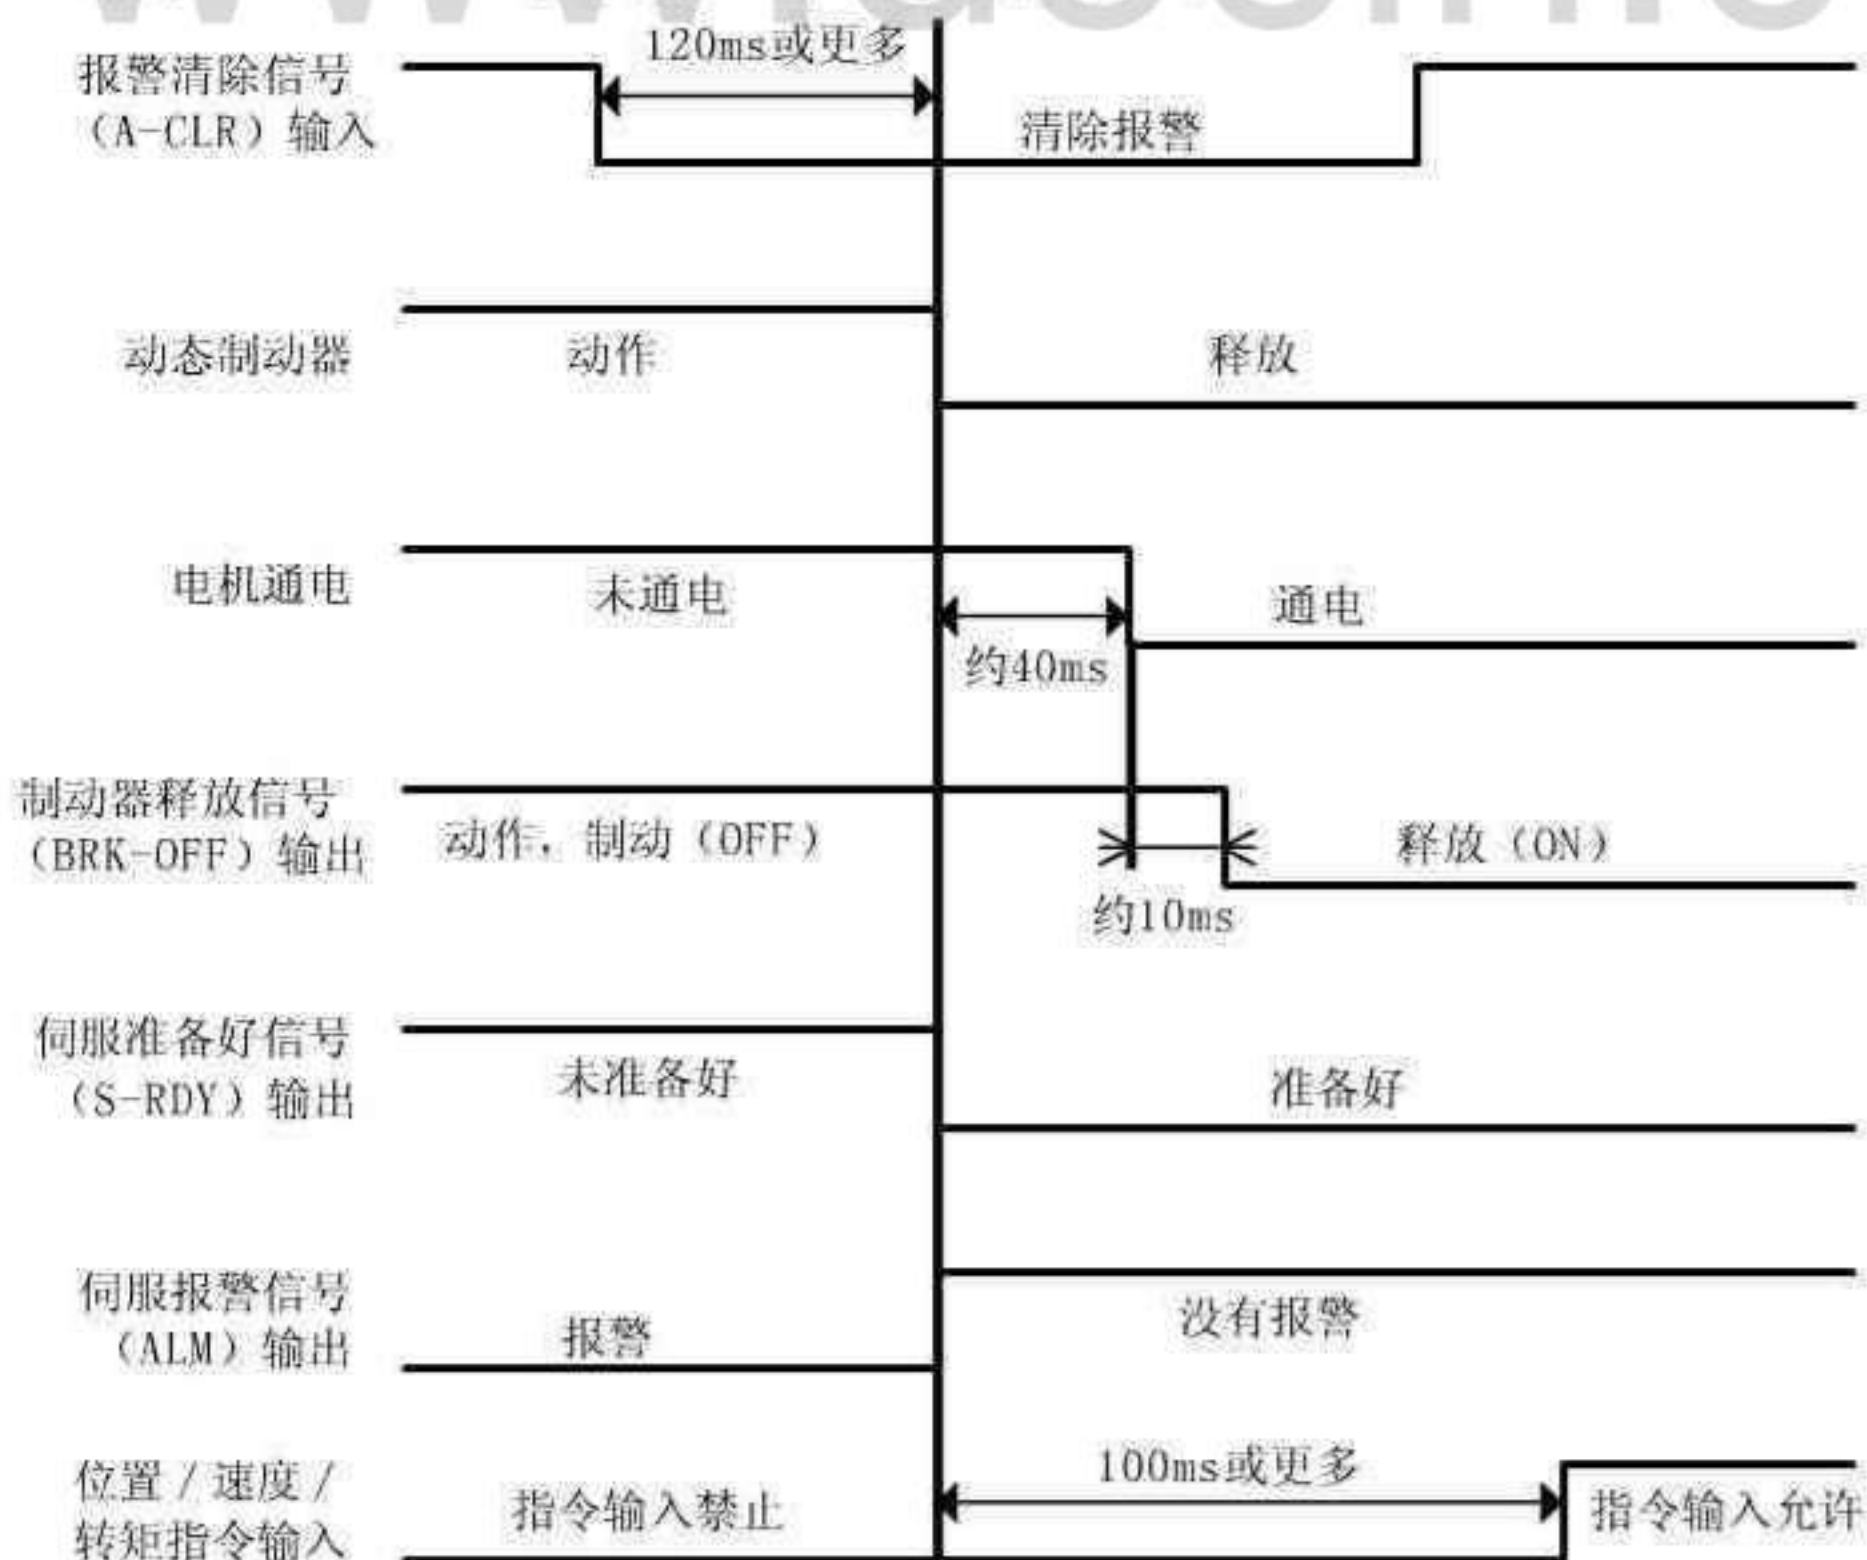 120ms或更多
报警清除信号
（A-CLR）输入
清除报警
动态制动器
动作
释放
电机通电
未通电
通电
约40ms
制动器释放信号
（BRK-OFF）输出
动作，制动（OFF）
释放（ON）
约10ms
伺服准备好信号
（S-RDY）输出
未准备好
准备好
伺服报警信号
（ALM）输出
报警
没有报警
位置／速度／
转矩指令输入
指令输入禁止
100ms或更多
指令输入允许